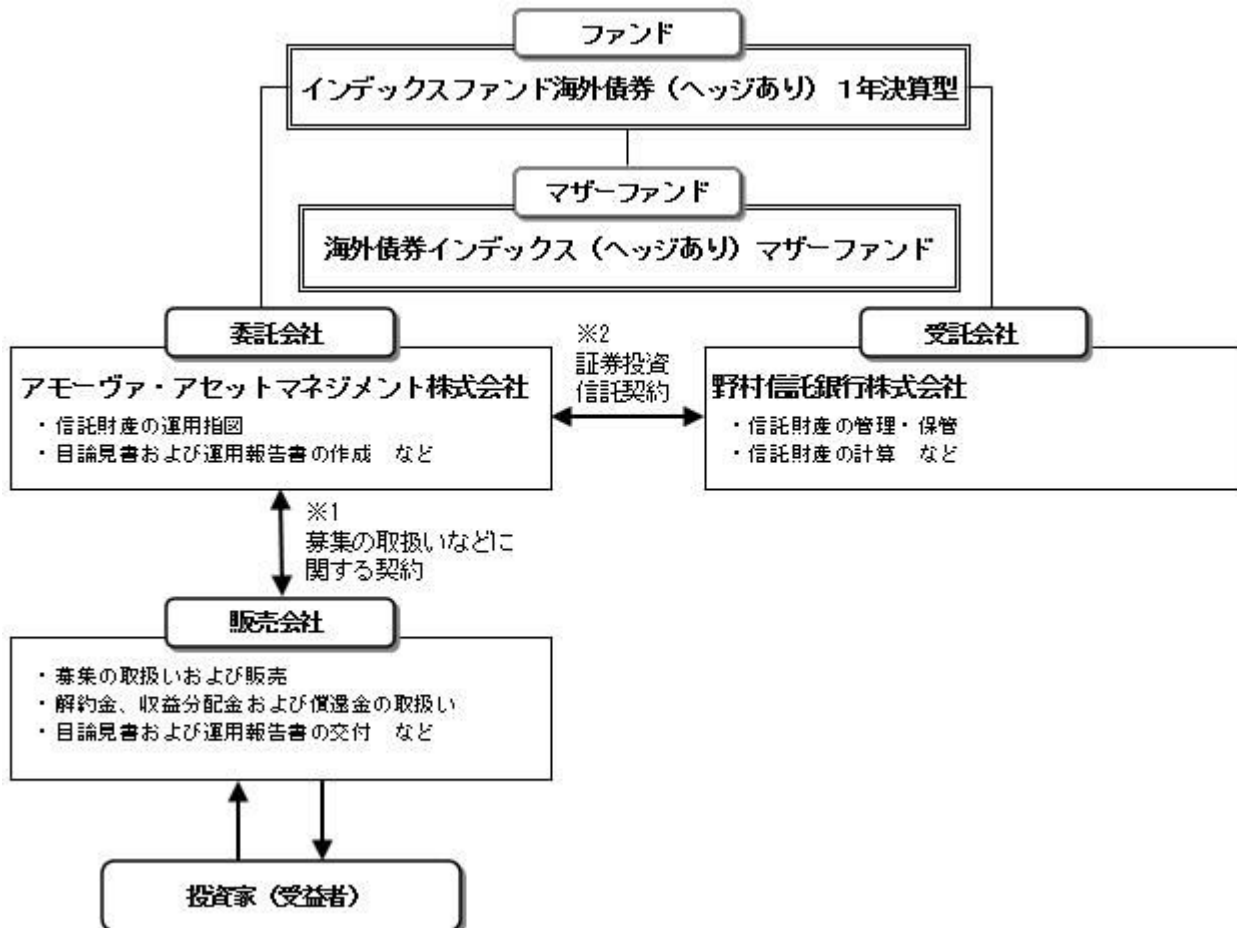 ファンド
インデックスファンド海外債券（ヘッジあり）１年決算型
マザーファンド
海外債券インデックス（ヘッジあり）マザーファンド
委託会社
アモーヴァ・アセットマネジメント株式会社
・信託財産の運用指図
・目論見書および運用報告書の作成　など
※2
証券投資
信託契約
受託会社
野村信託銀行株式会社
・信託財産の管理・保管
・信託財産の計算　など
※1
募集の取扱いなどに
関する契約
販売会社
・募集の取扱いおよび販売
・解約金、収益分配金および償還金の取扱い
・目論見書および運用報告書の交付　など
投資家（受益者）